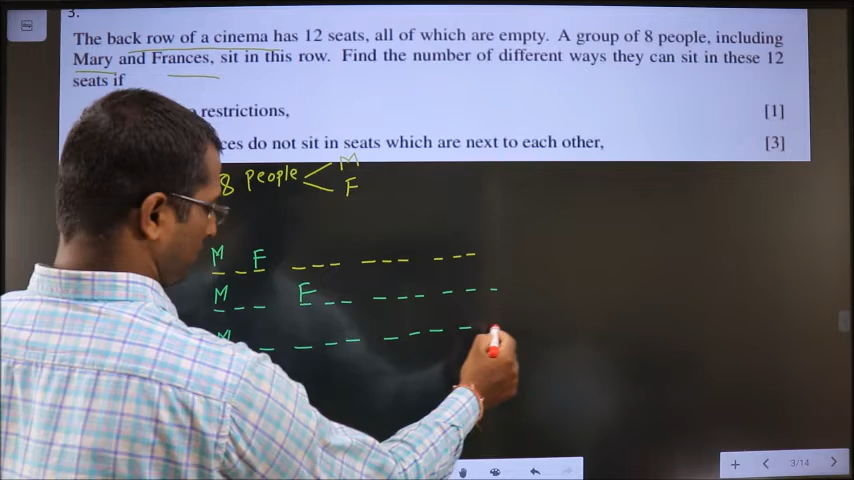 3.
The back row of a cinema has 12 seats, all of which are empty. A group of 8 people, including
Mary and Frances, sit in this row. Find the number of different ways they can sit in these 12
seats if
restrictions, [1]
ces do not sit in seats which are next to each other, [3]
8 people M
F
M F
M F
M
3/14